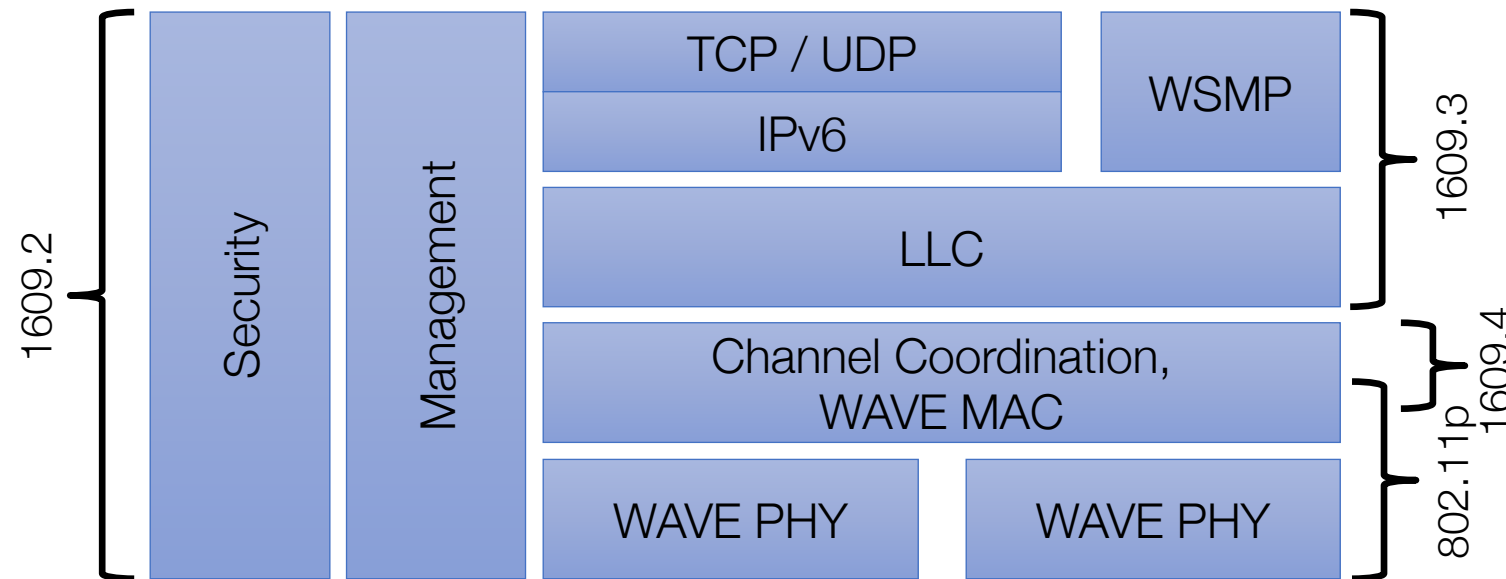 1609.2
Security
Management
TCP / UDP
IPv6
WSMP
LLC
Channel Coordination,
WAVE MAC
WAVE PHY
WAVE PHY
1609.3
1609.4
802.11p